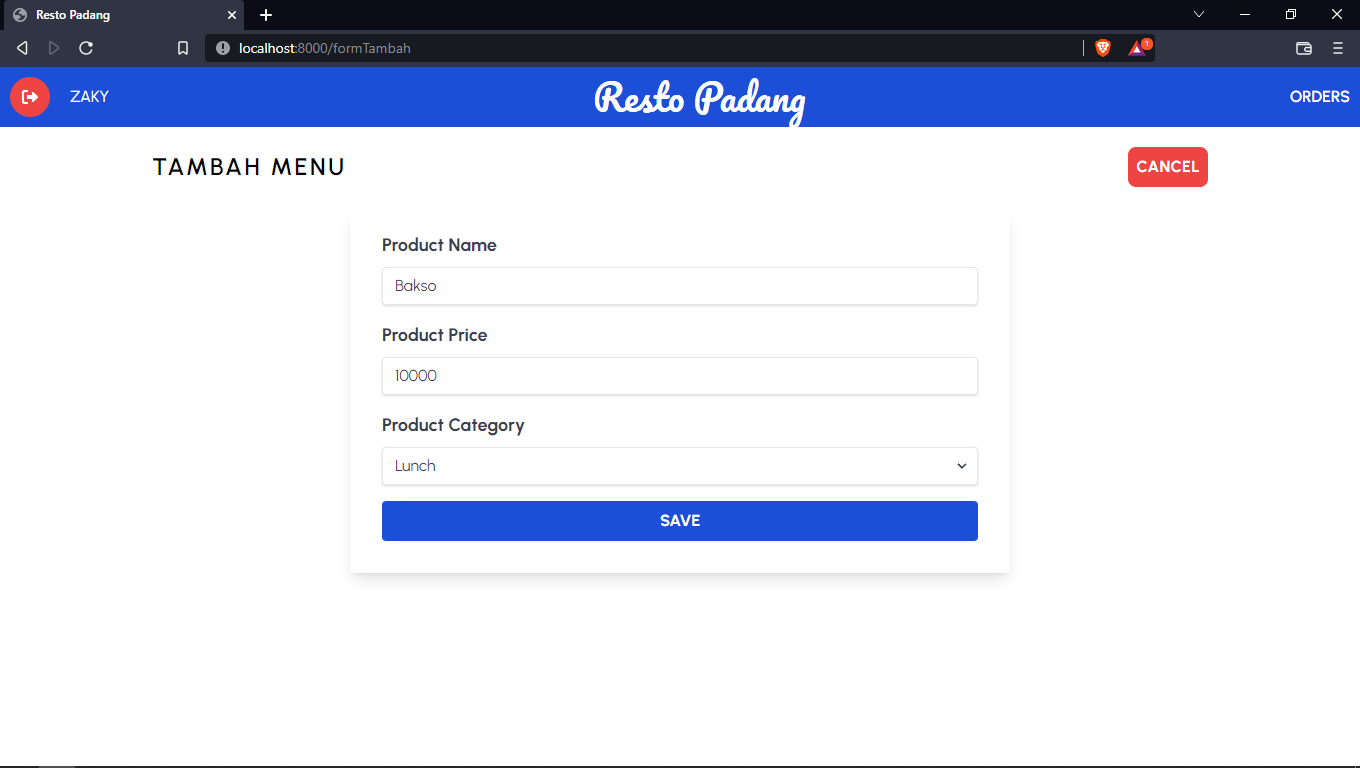 Resto Padang
localhost:8000/formTambah
1
ZAKY
Resto Padang
ORDERS
TAMBAH MENU
CANCEL
Product Name
Bakso
Product Price
10000
Product Category
Lunch
SAVE